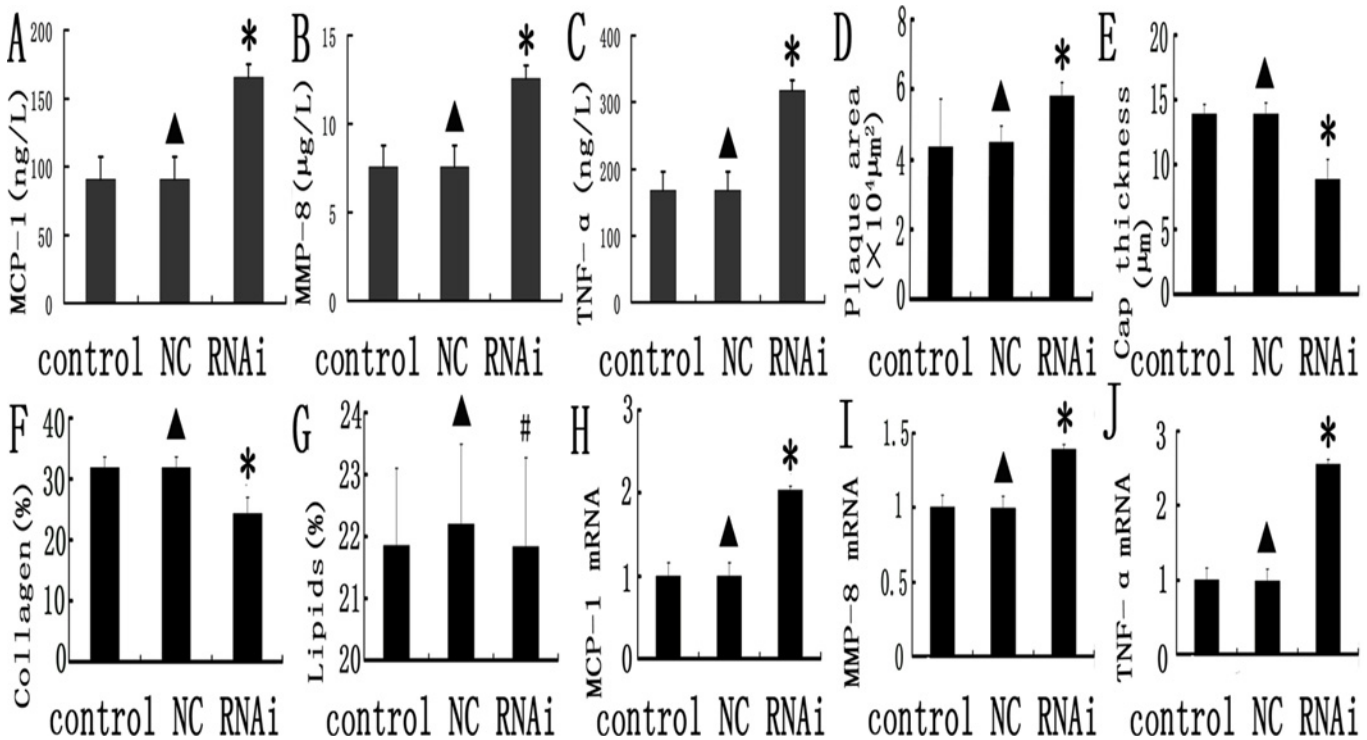 A
MCP-1 (ng/L)
200
150
100
50
0
▲
*
control NC RNAi
B
MMP-8 (μg/L)
15
10
5
0
▲
*
control NC RNAi
C
TNF-α (ng/L)
400
300
200
100
0
▲
*
control NC RNAi
D
Plaque area
(×10⁴μm²)
8
6
4
2
0
▲
*
control NC RNAi
E
Cap thickness
(μm)
20
15
10
5
0
▲
*
control NC RNAi
F
Collagen(%)
40
30
20
10
0
▲
*
control NC RNAi
G
Lipids(%)
24
23
22
21
20
▲
#
control NC RNAi
H
MCP-1 mRNA
3
2
1
0
▲
*
control NC RNAi
I
MMP-8 mRNA
1.5
1
0.5
0
▲
*
control NC RNAi
J
TNF-α mRNA
3
2
1
0
▲
*
control NC RNAi